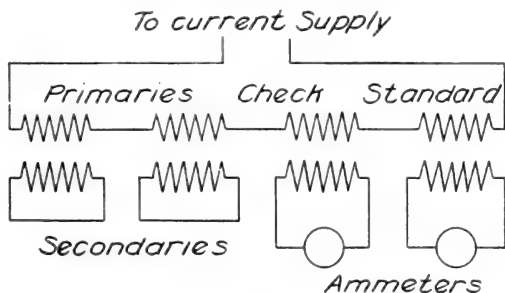 To current Supply
Primaries Check Standard
Secondaries
Ammeters